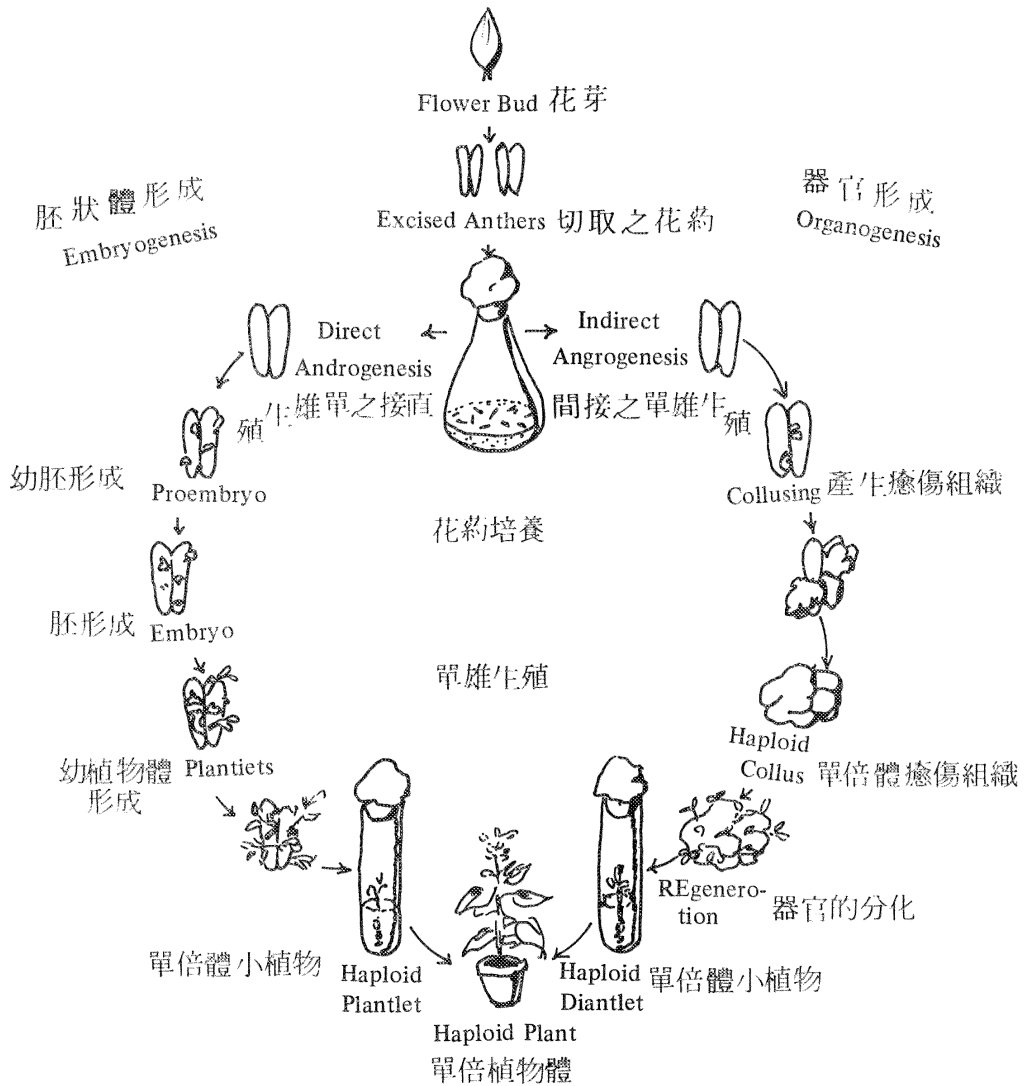 Flower Bud 花芽
Excised Anthers 切取之花葯
胚狀體形成
Embryogenesis
器官形成
Organogenesis
Direct
Androgenesis
直接之單雄生殖
Indirect
Angrogenesis
間接之單雄生殖
幼胚形成 Proembryo
Collusing 產生癒傷組織
花葯培養
胚形成 Embryo
單雄生殖
Haploid
Collus 單倍體癒傷組織
幼植物體 Plantiets
形成
REgenero-
tion 器官的分化
單倍體小植物 Haploid
Plantlet
Haploid 單倍體小植物
Diantlet
Haploid Plant
單倍植物體